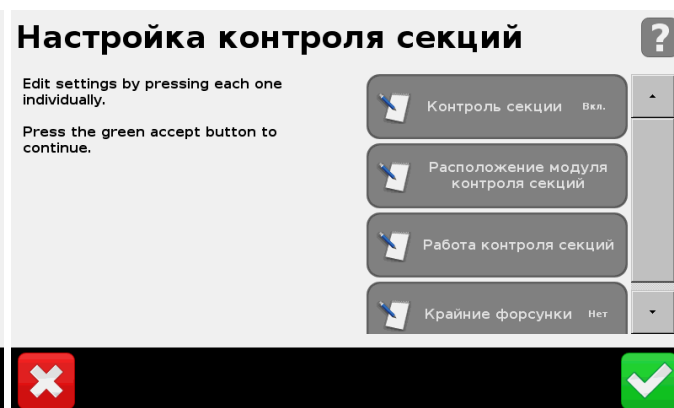 Настройка контроля секций
?
Edit settings by pressing each one
individually.
Press the green accept button to
continue.
Контроль секции Вкл.
Расположение модуля
контроля секций
Работа контроля секций
Крайние форсунки Нет